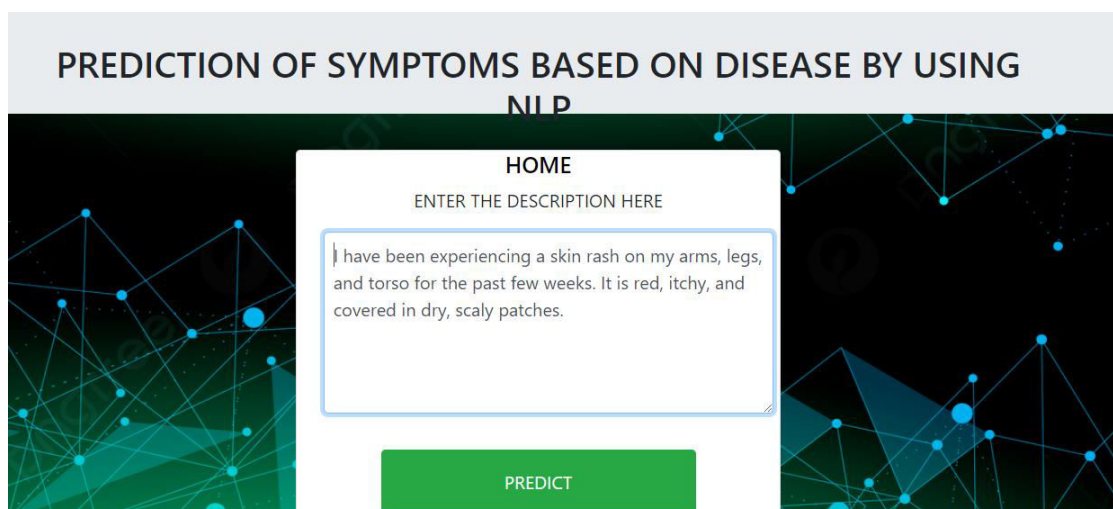 PREDICTION OF SYMPTOMS BASED ON DISEASE BY USING
NLP
HOME
ENTER THE DESCRIPTION HERE
I have been experiencing a skin rash on my arms, legs,
and torso for the past few weeks. It is red, itchy, and
covered in dry, scaly patches.
PREDICT